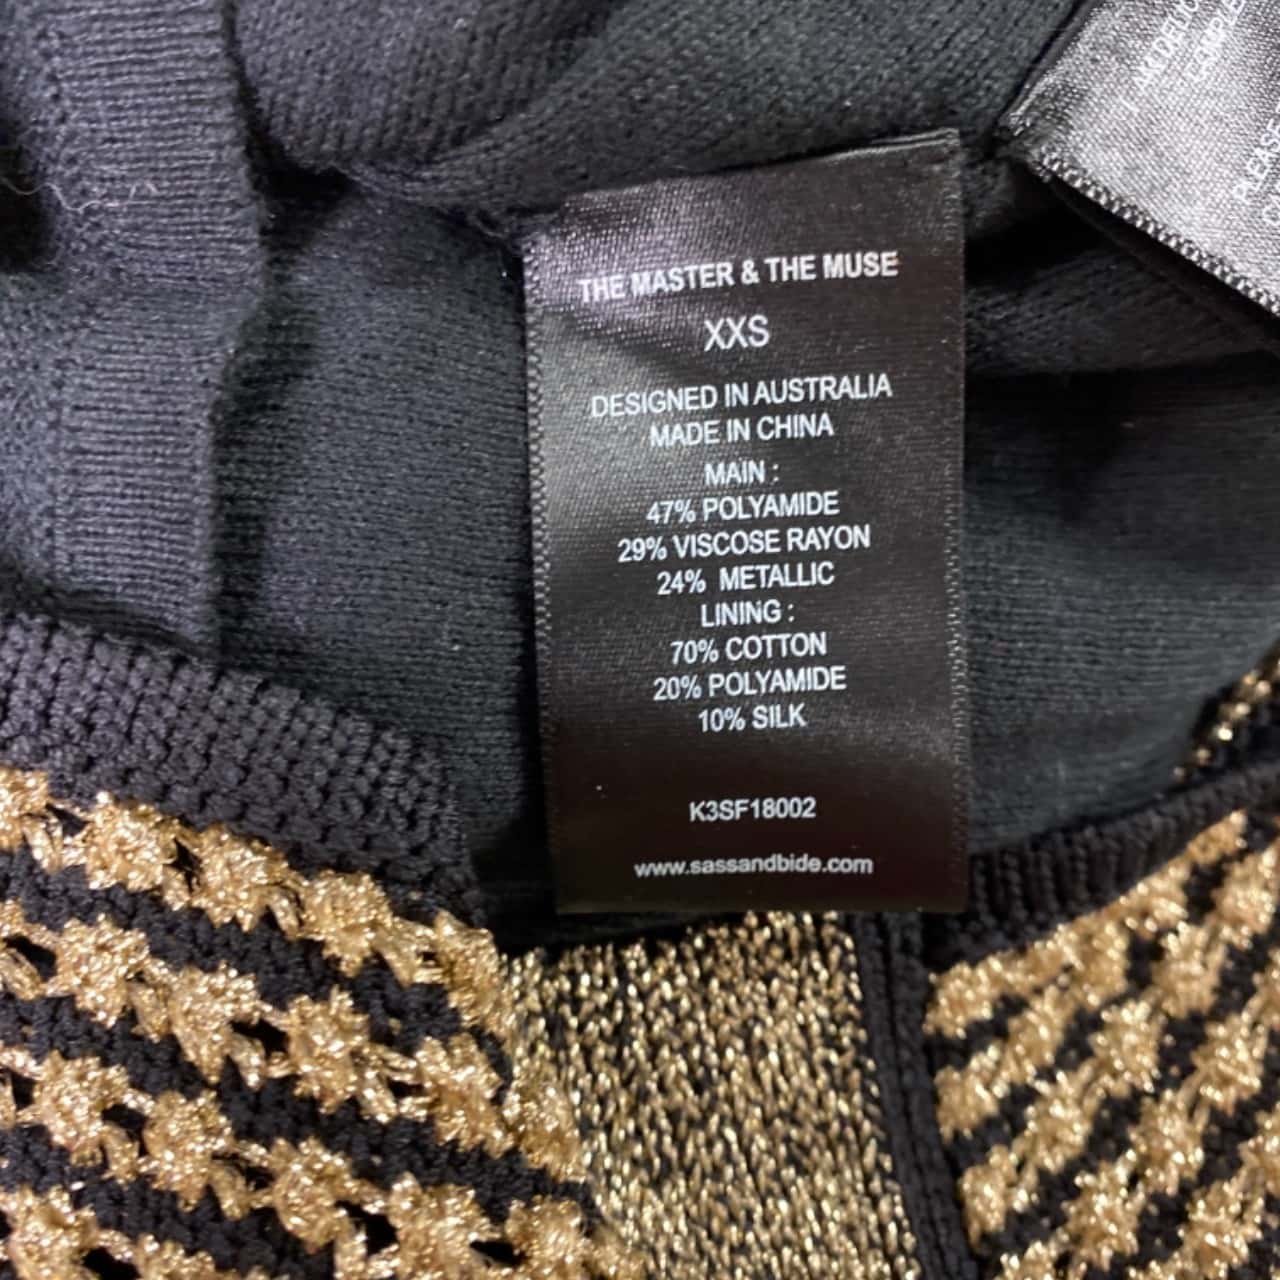 THE MASTER & THE MUSE
XXS
DESIGNED IN AUSTRALIA
MADE IN CHINA
MAIN :
47% POLYAMIDE
29% VISCOSE RAYON
24% METALLIC
LINING :
70% COTTON
20% POLYAMIDE
10% SILK
K3SF18002
www.sassandbide.com
PLEASE